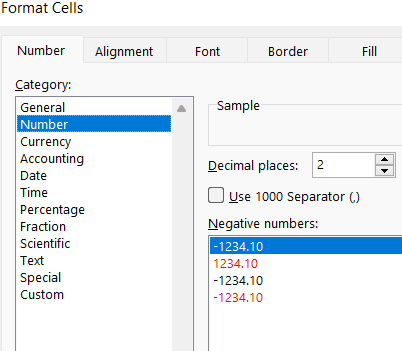 Format Cells
Number Alignment Font Border Fill
Category:
General
Number
Currency
Accounting
Date
Time
Percentage
Fraction
Scientific
Text
Special
Custom
Sample
Decimal places: 2
Use 1000 Separator (,)
Negative numbers:
-1234.10
1234.10
-1234.10
-1234.10